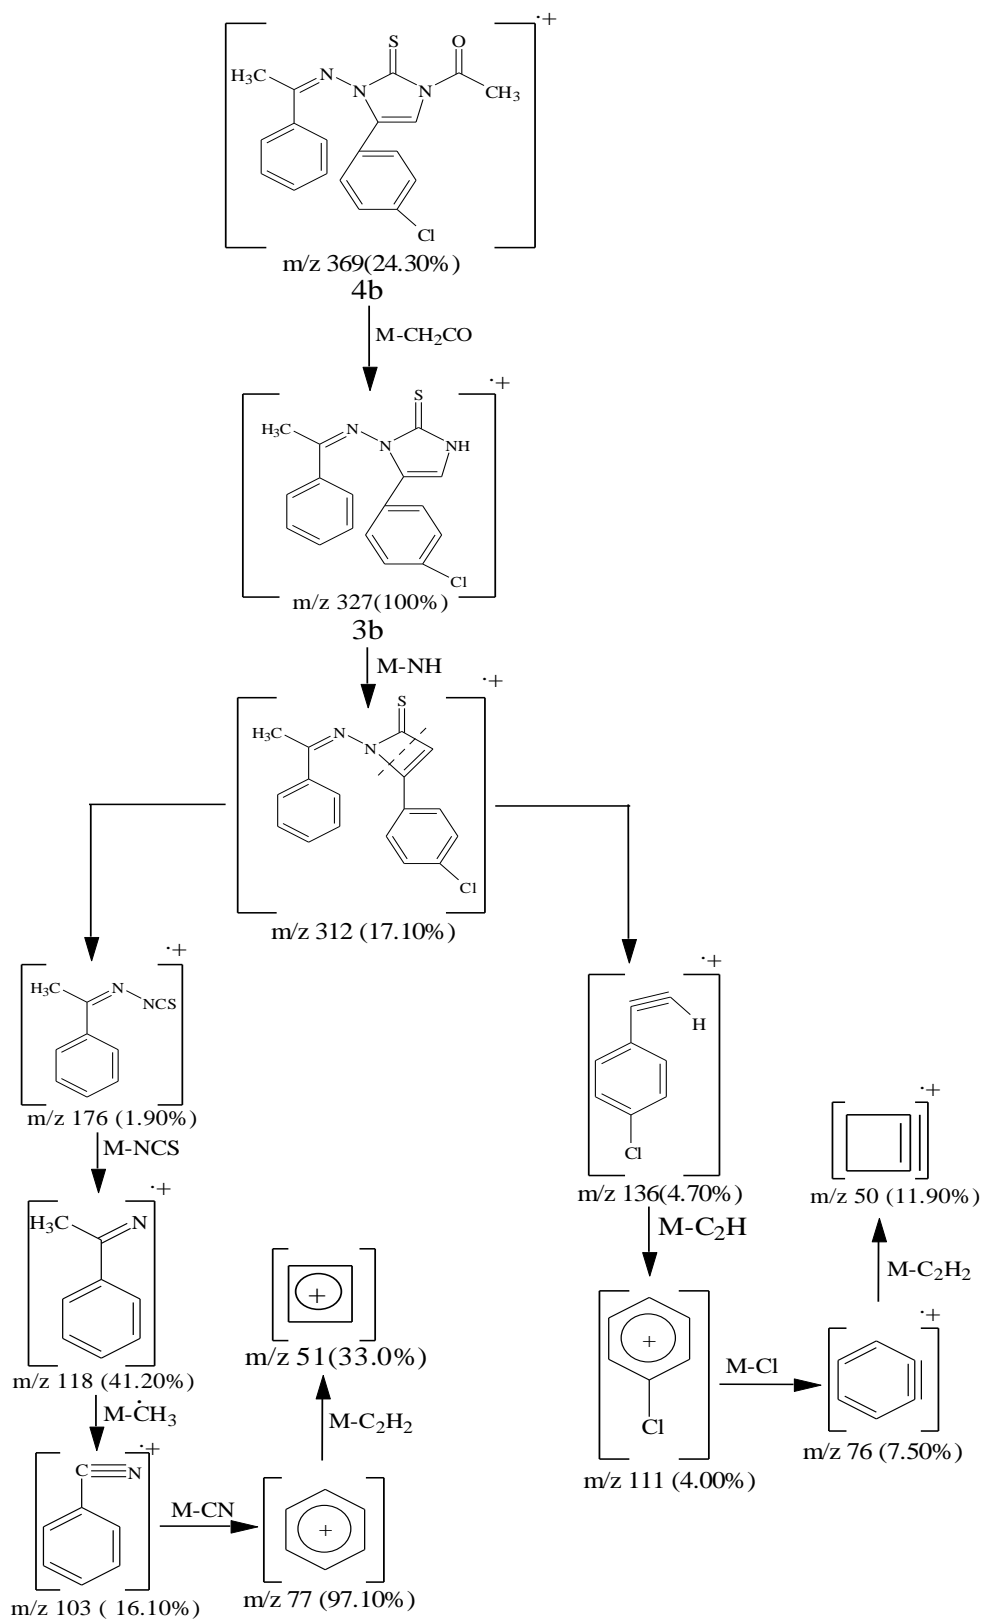 ·+
S
O
H₃C
N
N
N
CH₃
Cl
m/z 369(24.30%)
4b
M-CH₂CO
·+
S
H₃C
N
N
NH
Cl
m/z 327(100%)
3b
M-NH
·+
S
H₃C
N
N
Cl
m/z 312 (17.10%)
·+
H₃C
N
NCS
m/z 176 (1.90%)
M-NCS
·+
H₃C
N
m/z 118 (41.20%)
M-ĊH₃
·+
C
N
m/z 103 ( 16.10%)
M-CN
+
m/z 77 (97.10%)
M-C₂H₂
+
m/z 51(33.0%)
·+
H
Cl
m/z 136(4.70%)
M-C₂H
+
Cl
m/z 111 (4.00%)
M-Cl
·+
m/z 76 (7.50%)
M-C₂H₂
·+
m/z 50 (11.90%)